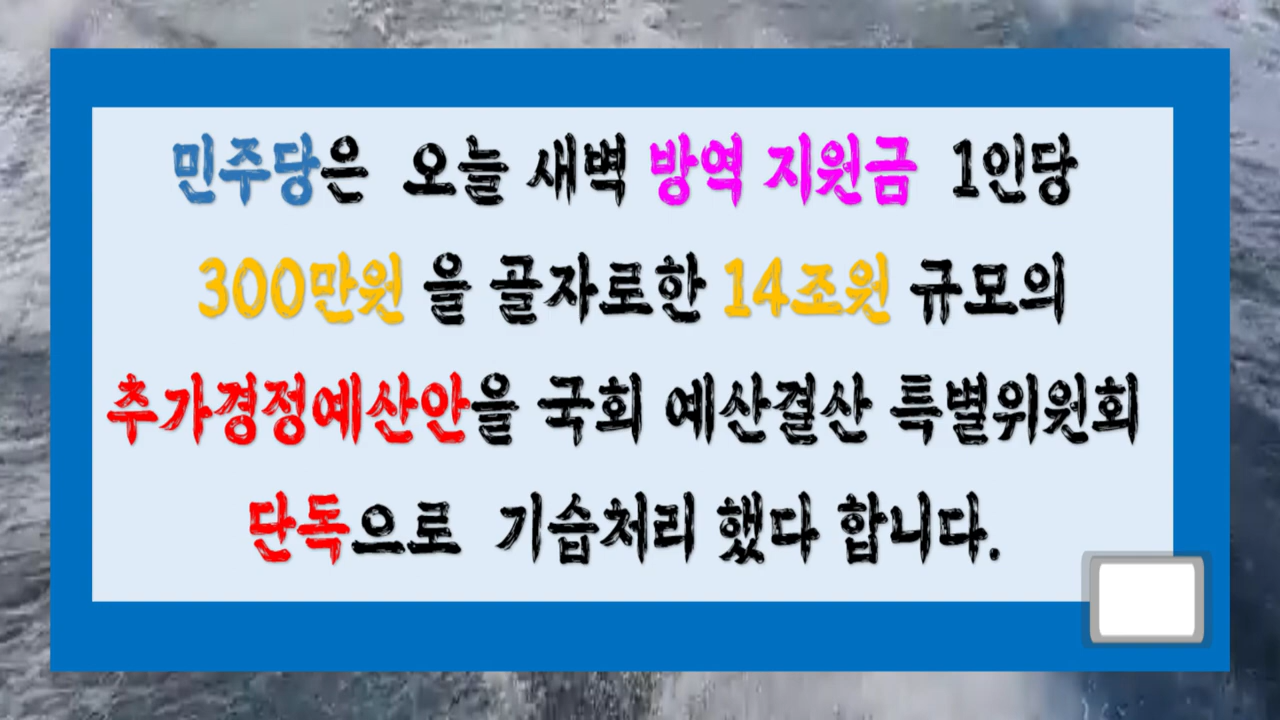 민주당은 오늘 새벽 방역 지원금 1인당
300만원 을 골자로한 14조원 규모의
추가경정예산안을 국회 예산결산 특별위원회
단독으로 기습처리 했다 합니다.